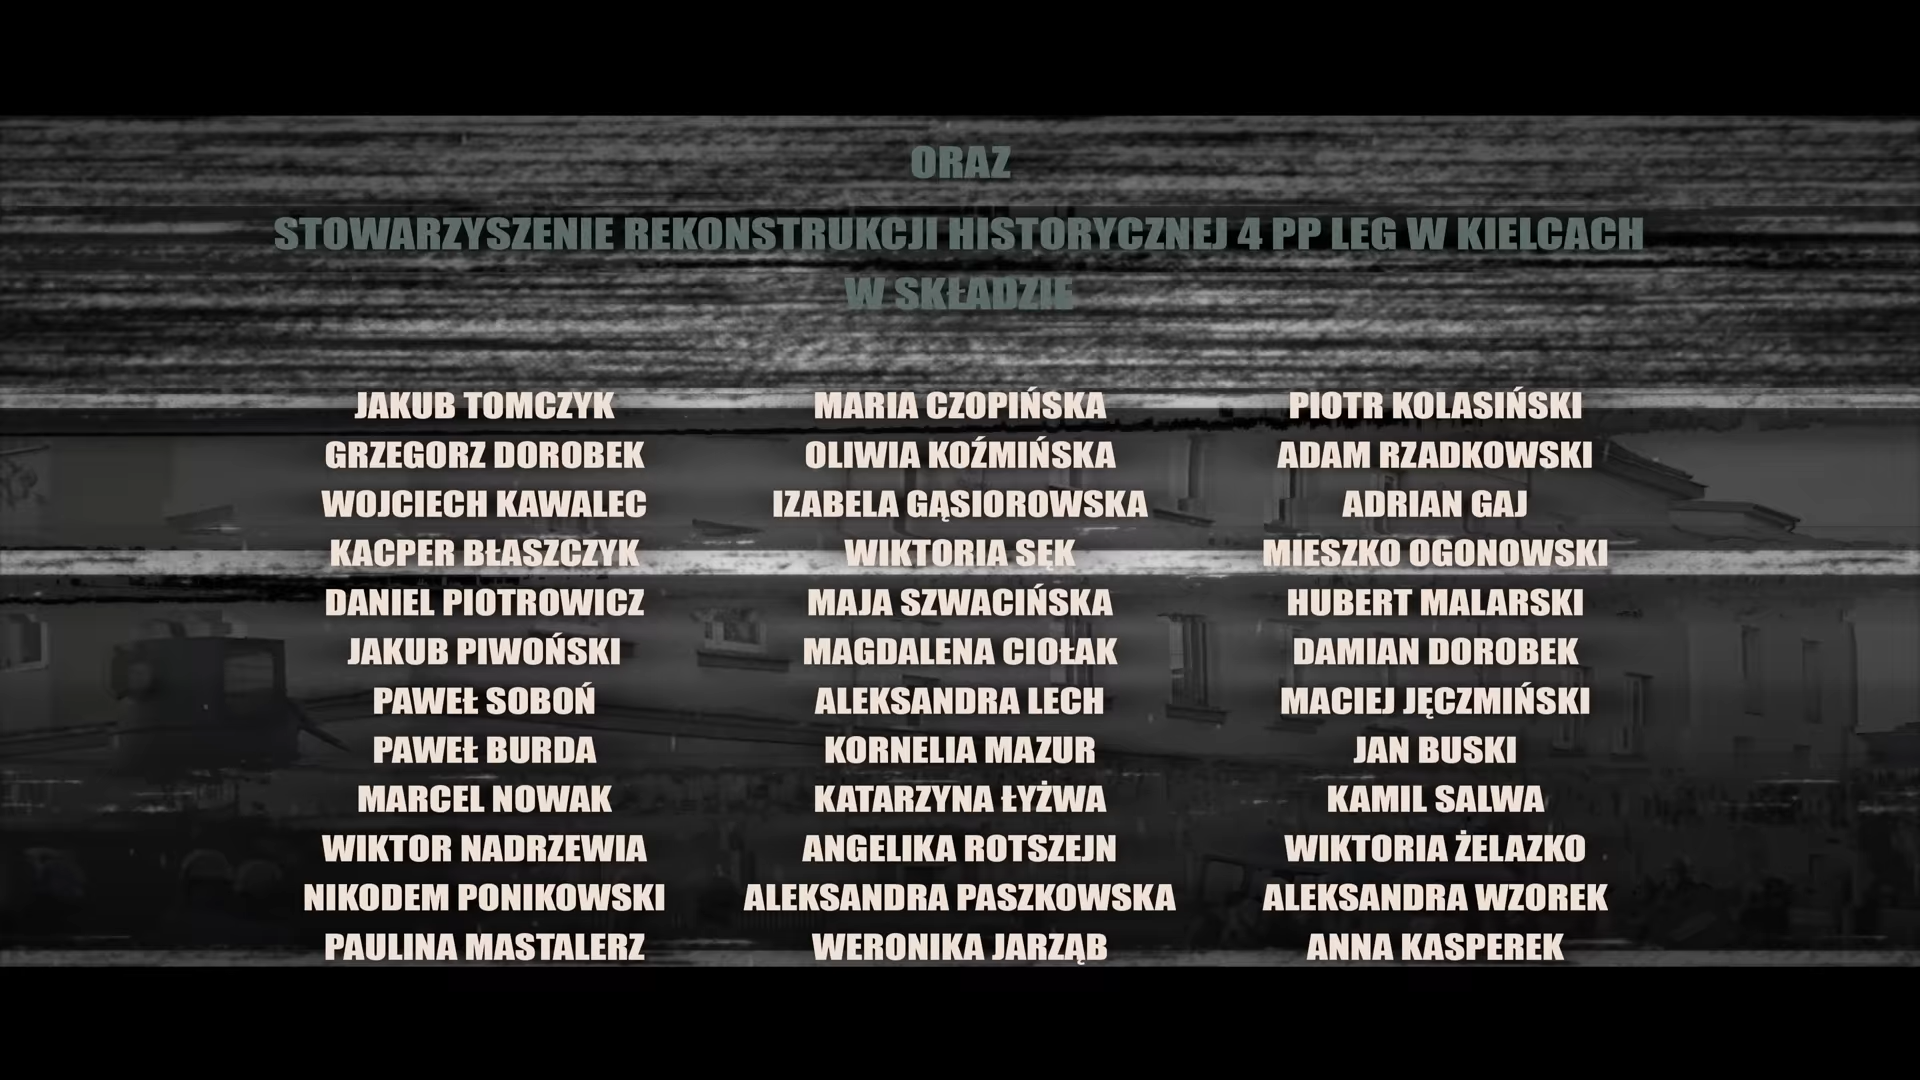 ORAZ
STOWARZYSZENIE REKONSTRUKCJI HISTORYCZNEJ 4 PP LEG W KIELCACH
W SKŁADZIE
JAKUB TOMCZYK
GRZEGORZ DOROBEK
WOJCIECH KAWALEC
KACPER BŁASZCZYK
DANIEL PIOTROWICZ
JAKUB PIWOŃSKI
PAWEŁ SOBOŃ
PAWEŁ BURDA
MARCEL NOWAK
WIKTOR NADRZEWIA
NIKODEM PONIKOWSKI
PAULINA MASTALERZ
MARIA CZOPIŃSKA
OLIWIA KOŹMIŃSKA
IZABELA GĄSIOROWSKA
WIKTORIA SĘK
MAJA SZWACIŃSKA
MAGDALENA CIOŁAK
ALEKSANDRA LECH
KORNELIA MAZUR
KATARZYNA ŁYŻWA
ANGELIKA ROTSZEJN
ALEKSANDRA PASZKOWSKA
WERONIKA JARZĄB
PIOTR KOLASIŃSKI
ADAM RZADKOWSKI
ADRIAN GAJ
MIESZKO OGONOWSKI
HUBERT MALARSKI
DAMIAN DOROBEK
MACIEJ JĘCZMIŃSKI
JAN BUSKI
KAMIL SALWA
WIKTORIA ŻELAZKO
ALEKSANDRA WZOREK
ANNA KASPEREK